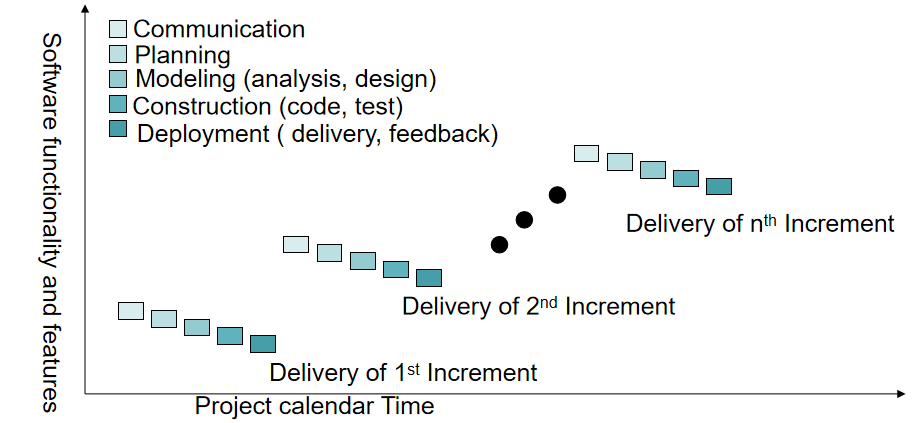 Communication
Planning
Modeling (analysis, design)
Construction (code, test)
Deployment ( delivery, feedback)
Software functionality and features
Delivery of nth Increment
Delivery of 2nd Increment
Delivery of 1st Increment
Project calendar Time